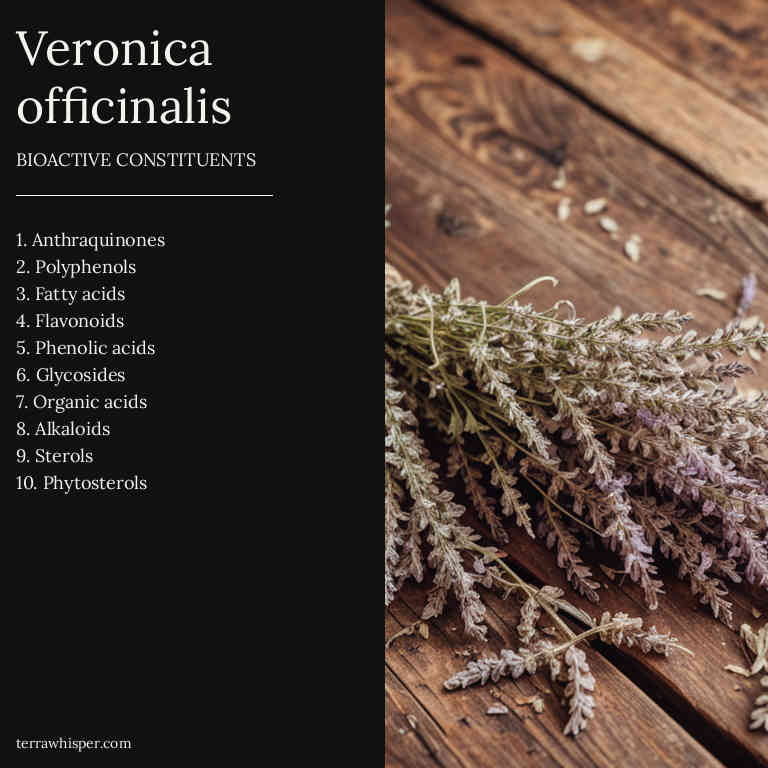 Veronica
officinalis
BIOACTIVE CONSTITUENTS
1. Anthraquinones
2. Polyphenols
3. Fatty acids
4. Flavonoids
5. Phenolic acids
6. Glycosides
7. Organic acids
8. Alkaloids
9. Sterols
10. Phytosterols
terrawhisper.com